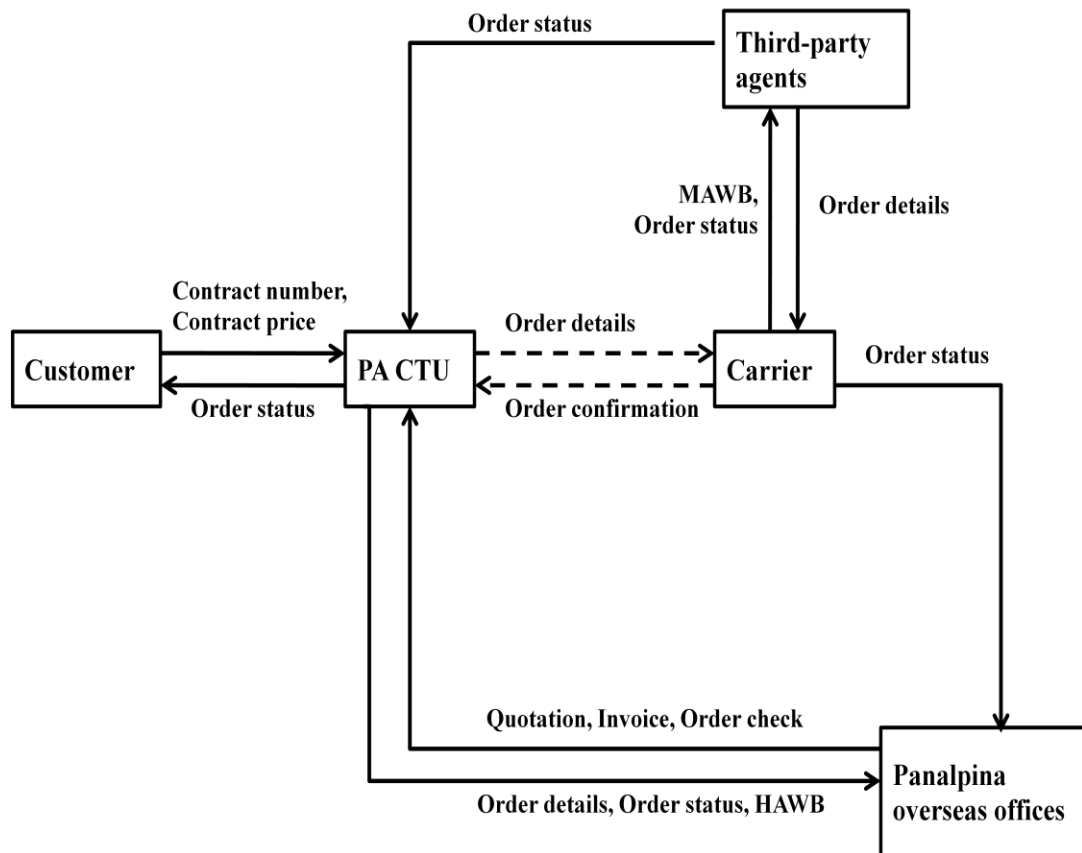 Order status
Third-party
agents
MAWB,
Order status
Order details
Contract number,
Contract price
Order details
Order status
Customer
PA CTU
Carrier
Order status
Order confirmation
Quotation, Invoice, Order check
Panalpina
overseas offices
Order details, Order status, HAWB